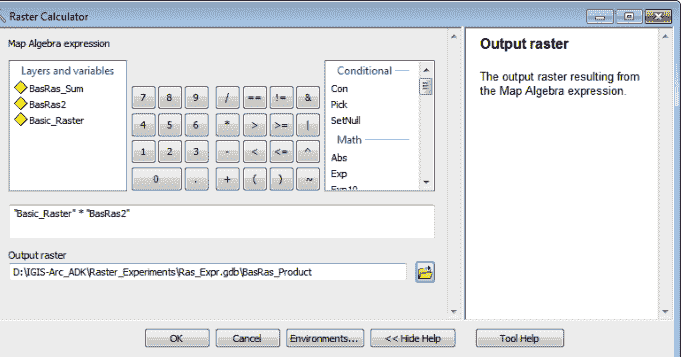 Raster Calculator
Map Algebra expression
Layers and variables
BasRas_Sum
BasRas2
Basic_Raster
7 8 9 / == != &
4 5 6 * > >= |
1 2 3 - < <= ^
0 . + ( ) ~
Conditional
Con
Pick
SetNull
Math
Abs
Exp
Exp10
"Basic_Raster" * "BasRas2"
Output raster
D:\IGIS-Arc_ADK\Raster_Experiments\Ras_Expr.gdb\BasRas_Product
OK Cancel Environments... << Hide Help Tool Help
Output raster
The output raster resulting from
the Map Algebra expression.